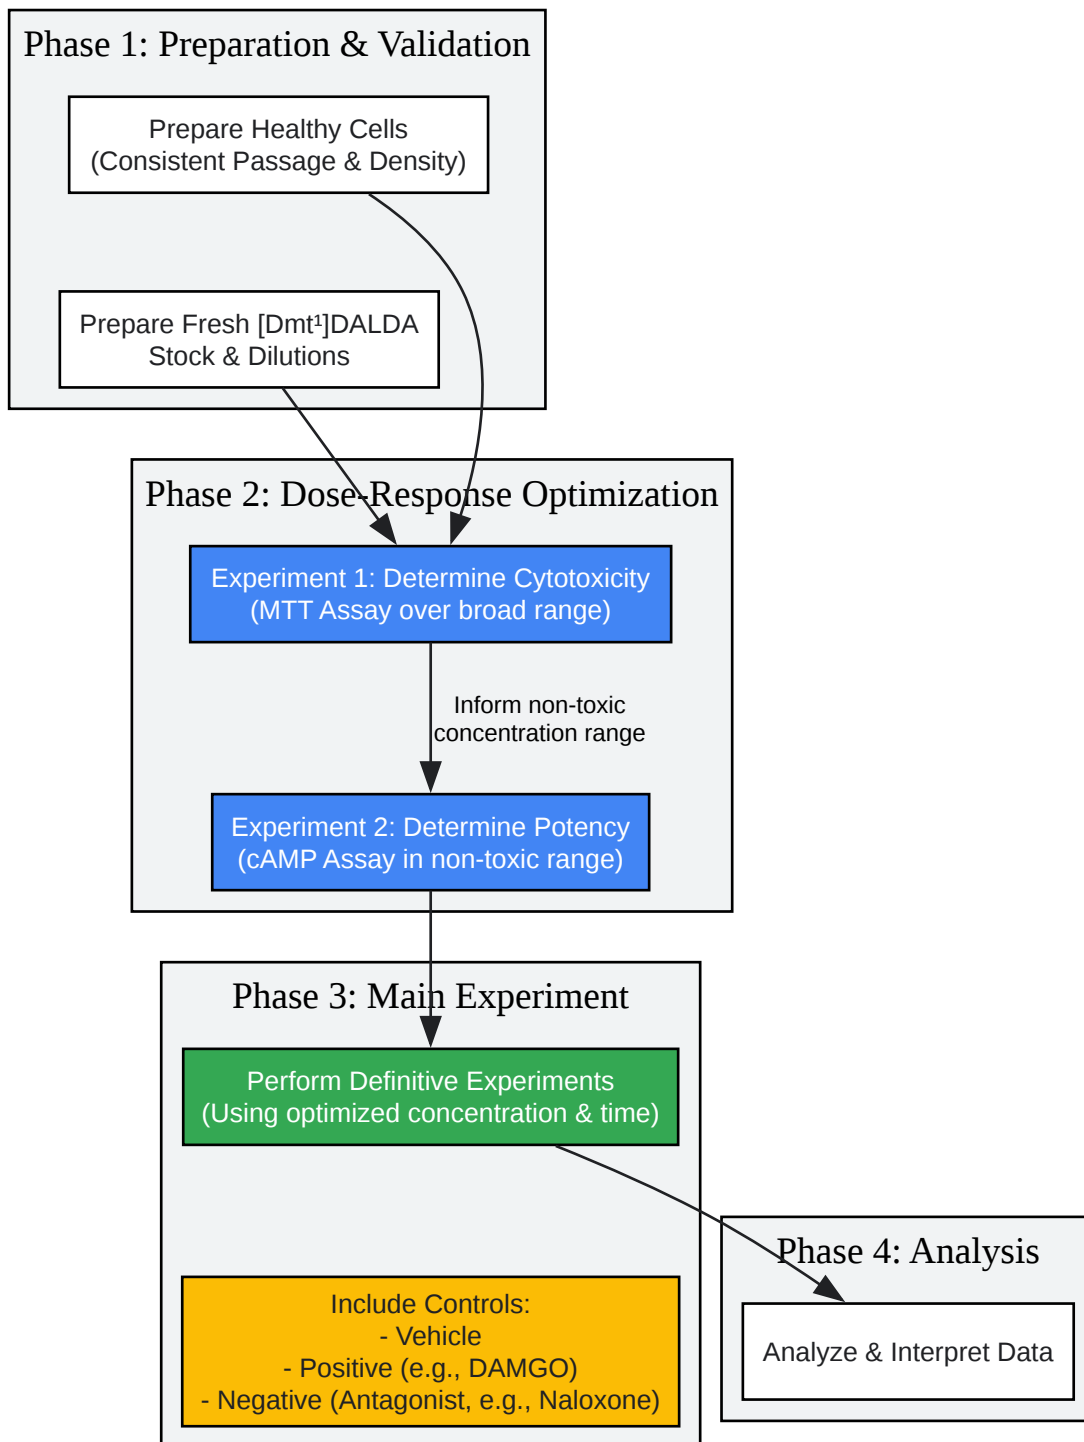 Phase 1: Preparation & Validation
Prepare Healthy Cells
(Consistent Passage & Density)
Prepare Fresh [Dmt¹]DALDA
Stock & Dilutions
Phase 2: Dose-Response Optimization
Experiment 1: Determine Cytotoxicity
(MTT Assay over broad range)
Inform non-toxic
concentration range
Experiment 2: Determine Potency
(cAMP Assay in non-toxic range)
Phase 3: Main Experiment
Perform Definitive Experiments
(Using optimized concentration & time)
Include Controls:
- Vehicle
- Positive (e.g., DAMGO)
- Negative (Antagonist, e.g., Naloxone)
Phase 4: Analysis
Analyze & Interpret Data